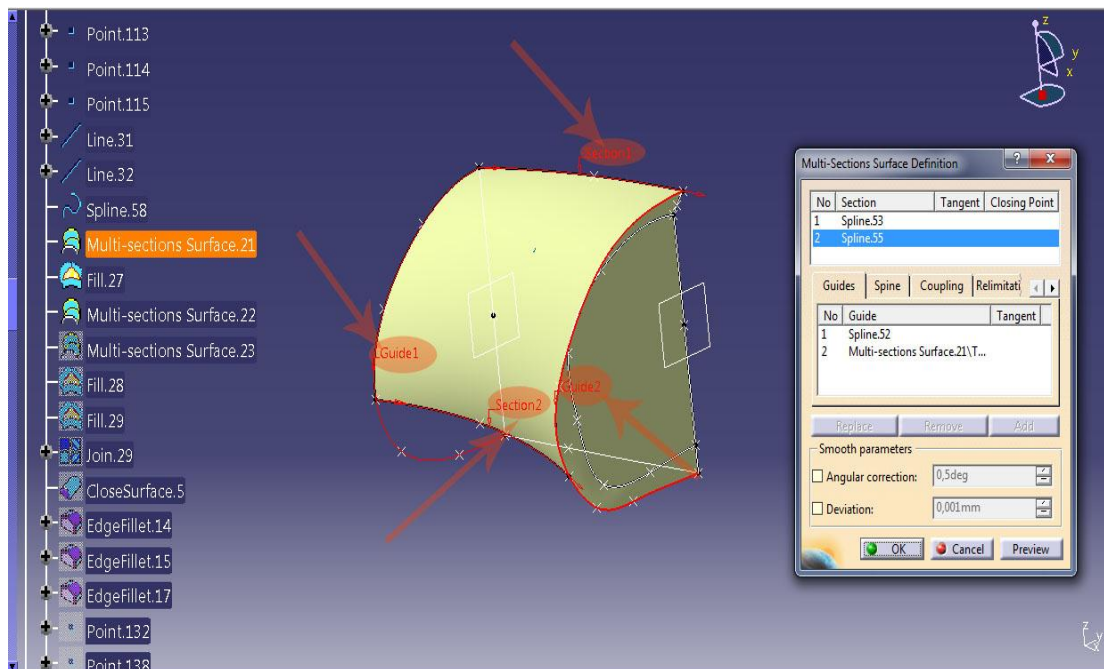 Point.113
Point.114
Point.115
Line.31
Line.32
Spline.58
Multi-sections Surface.21
Fill.27
Multi-sections Surface.22
Multi-sections Surface.23
Fill.28
Fill.29
Join.29
CloseSurface.5
EdgeFillet.14
EdgeFillet.15
EdgeFillet.17
Point.132
Point.138
Section1
Guide1
Section2
Guide2
z
y
x
Multi-Sections Surface Definition
No Section Tangent Closing Point
1 Spline.53
2 Spline.55
Guides Spine Coupling Relimitati
No Guide Tangent
1 Spline.52
2 Multi-sections Surface.21\T...
Replace Remove Add
Smooth parameters
Angular correction: 0,5deg
Deviation: 0,001mm
OK Cancel Preview
z
y
x